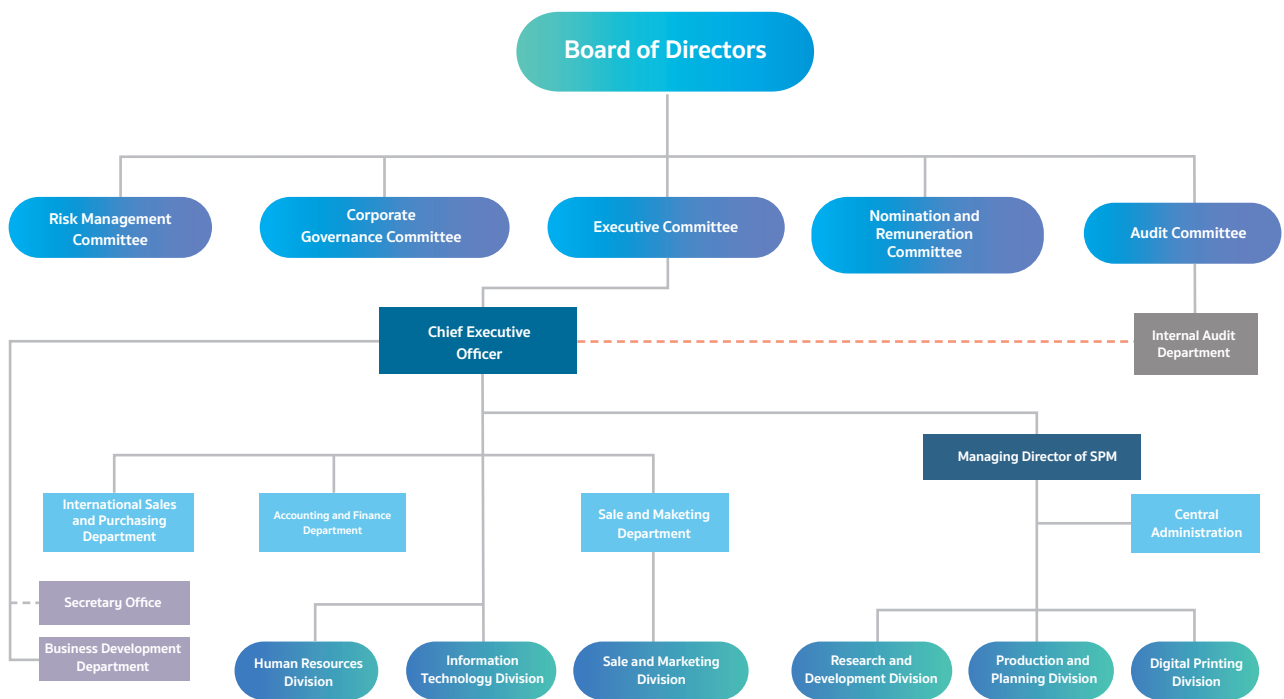 Board of Directors
Risk Management
Committee
Corporate
Governance Committee
Executive Committee
Nomination and
Remuneration
Committee
Audit Committee
Chief Executive
Officer
Internal Audit
Department
Managing Director of SPM
International Sales
and Purchasing
Department
Accounting and Finance
Department
Sale and Maketing
Department
Central
Administration
Secretary Office
Business Development
Department
Human Resources
Division
Information
Technology Division
Sale and Marketing
Division
Research and
Development Division
Production and
Planning Division
Digital Printing
Division